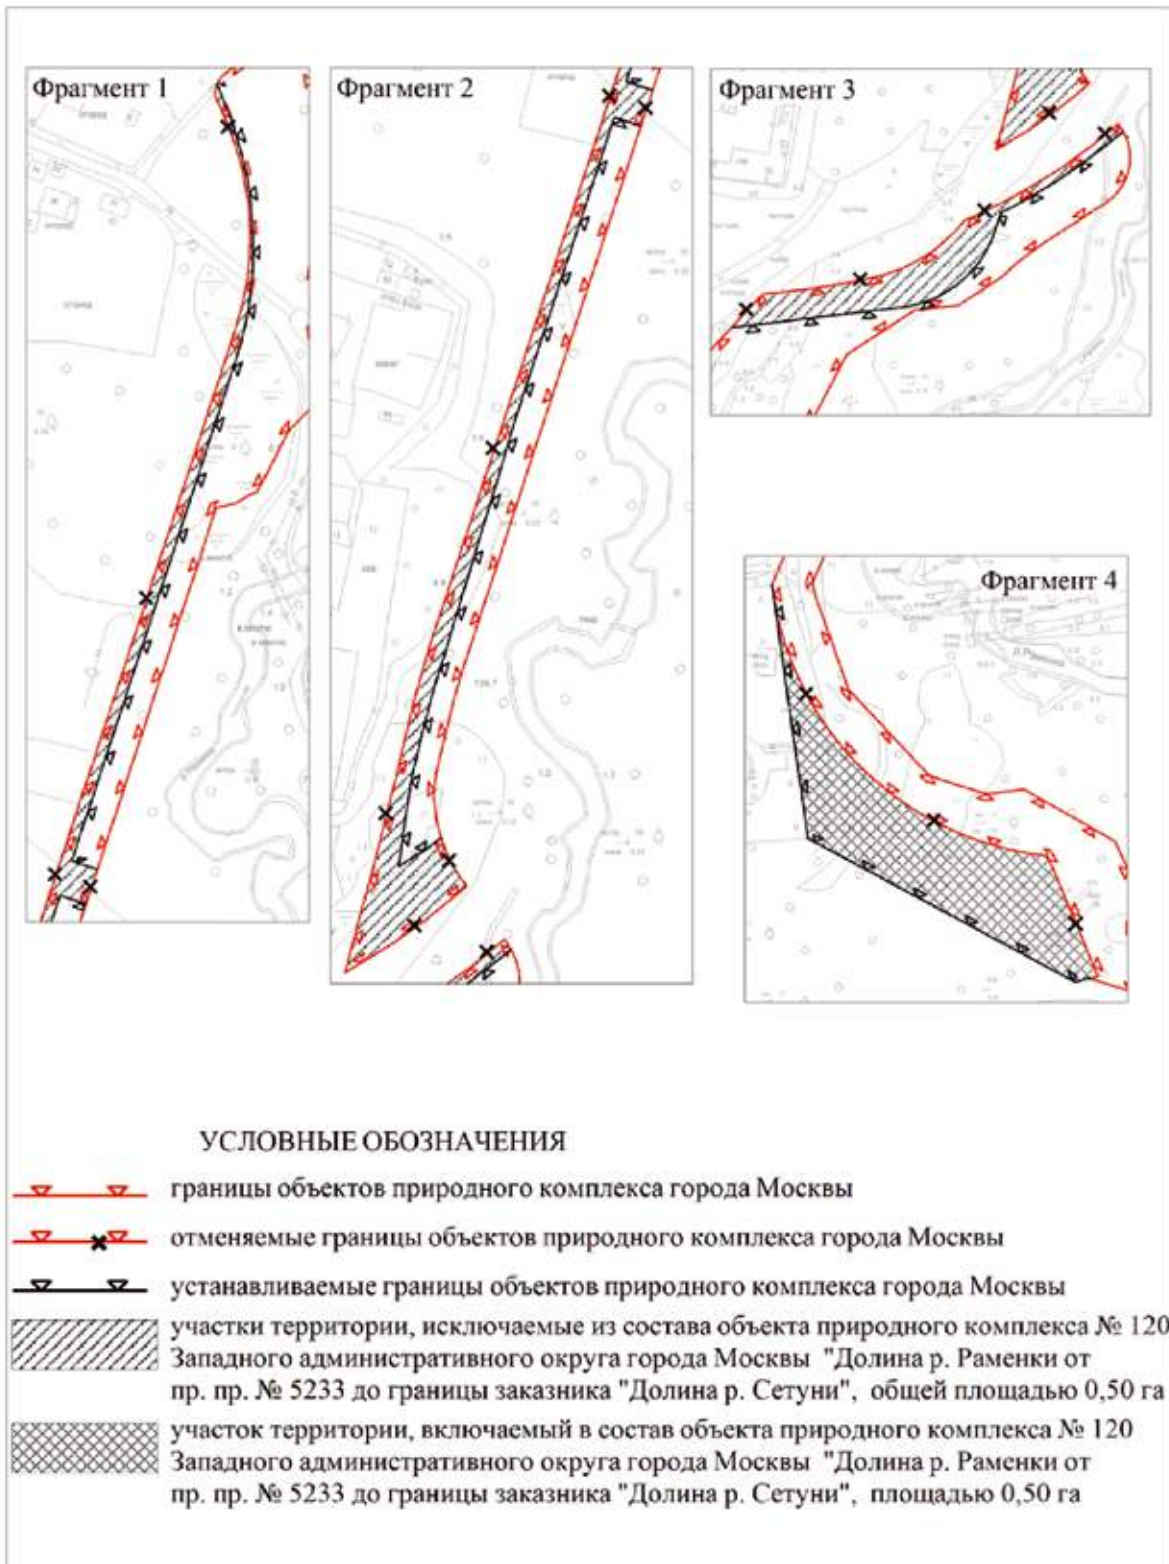 Фрагмент 1
Фрагмент 2
Фрагмент 3
Фрагмент 4
УСЛОВНЫЕ ОБОЗНАЧЕНИЯ
границы объектов природного комплекса города Москвы
отменяемые границы объектов природного комплекса города Москвы
устанавливаемые границы объектов природного комплекса города Москвы
участки территории, исключаемые из состава объекта природного комплекса № 120
Западного административного округа города Москвы "Долина р. Раменки от
пр. пр. № 5233 до границы заказника "Долина р. Сетуни", общей площадью 0,50 га
участок территории, включаемый в состав объекта природного комплекса № 120
Западного административного округа города Москвы "Долина р. Раменки от
пр. пр. № 5233 до границы заказника "Долина р. Сетуни", площадью 0,50 га